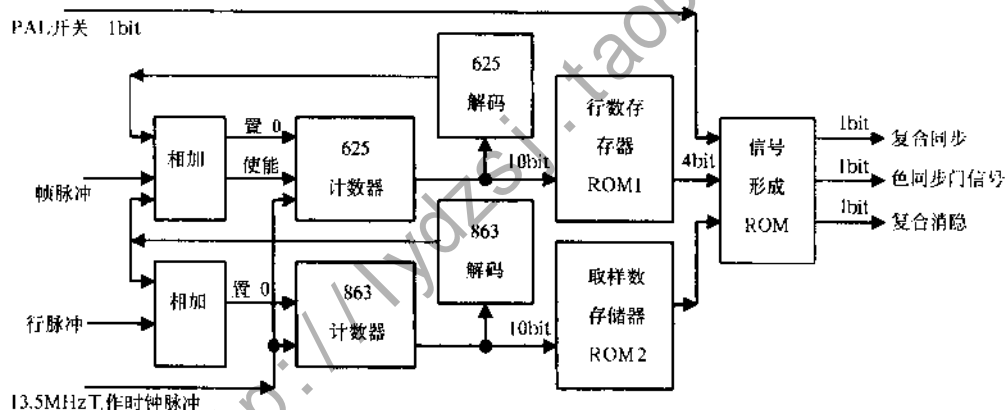 PAL开关 1bit
625
解码
行数存
存器
ROM1
相加
置 0
使能
625
计数器
10bit
4bit
信号
形成
ROM
1bit
复合同步
1bit
色同步门信号
1bit
复合消隐
帧脉冲
863
解码
相加
置 0
863
计数器
10bit
取样数
存储器
ROM2
行脉冲
13.5MHz工作时钟脉冲
http://lydzsj.taob